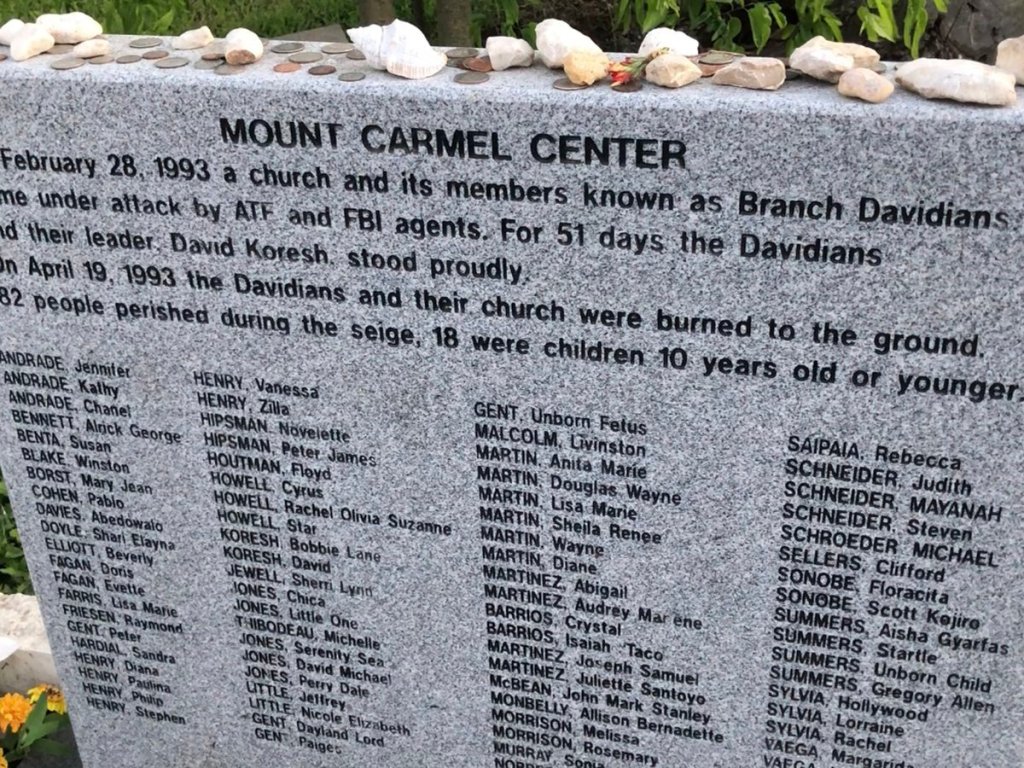 MOUNT CARMEL CENTER
February 28, 1993 a church and its members known as Branch Davidians
me under attack by ATF and FBI agents. For 51 days the Davidians
nd their leader, David Koresh, stood proudly.
On April 19, 1993 the Davidians and their church were burned to the ground.
82 people perished during the seige, 18 were children 10 years old or younger.
ANDRADE, Jennifer
ANDRADE, Kathy
ANDRADE, Chanel
BENNETT, Alrick George
BENTA, Susan
BLAKE, Winston
BORST, Mary Jean
COHEN, Pablo
DAVIES, Abedowalo
DOYLE, Shari Elayna
ELLIOTT, Beverly
FAGAN, Doris
FAGAN, Evette
FARRIS, Lisa Marie
FRIESEN, Raymond
GENT, Peter
HARDIAL, Sandra
HENRY, Diana
HENRY, Paulina
HENRY, Philip
HENRY, Stephen
HENRY, Vanessa
HENRY, Zilla
HIPSMAN, Novelette
HIPSMAN, Peter James
HOUTMAN, Floyd
HOWELL, Cyrus
HOWELL, Rachel Olivia Suzanne
HOWELL, Star
KORESH, Bobbie Lane
KORESH, David
JEWELL, Sherri Lynn
JONES, Chica
JONES, Little One
THIBODEAU, Michelle
JONES, Serenity Sea
JONES, David Michael
JONES, Perry Dale
LITTLE, Jeffrey
LITTLE, Nicole Elizabeth
GENT, Dayland Lord
GENT, Paiges
GENT, Unborn Fetus
MALCOLM, Livinston
MARTIN, Anita Marie
MARTIN, Douglas Wayne
MARTIN, Lisa Marie
MARTIN, Sheila Renee
MARTIN, Wayne
MARTIN, Diane
MARTINEZ, Abigail
MARTINEZ, Audrey Marlene
BARRIOS, Crystal
BARRIOS, Isaiah "Taco
MARTINEZ, Joseph Samuel
MARTINEZ, Juliette Santoyo
McBEAN, John Mark Stanley
MONBELLY, Allison Bernadette
MORRISON, Melissa
MORRISON, Rosemary
MURRAY, Sonia
SAIPAIA, Rebecca
SCHNEIDER, Judith
SCHNEIDER, MAYANAH
SCHNEIDER, Steven
SCHROEDER, MICHAEL
SELLERS, Clifford
SONOBE, Floracita
SONOBE, Scott Kojiro
SUMMERS, Aisha Gyarfas
SUMMERS, Startle
SUMMERS, Unborn Child
SUMMERS, Gregory Allen
SYLVIA, Hollywood
SYLVIA, Lorraine
SYLVIA, Rachel
VAEGA, Margarida
VAEGA